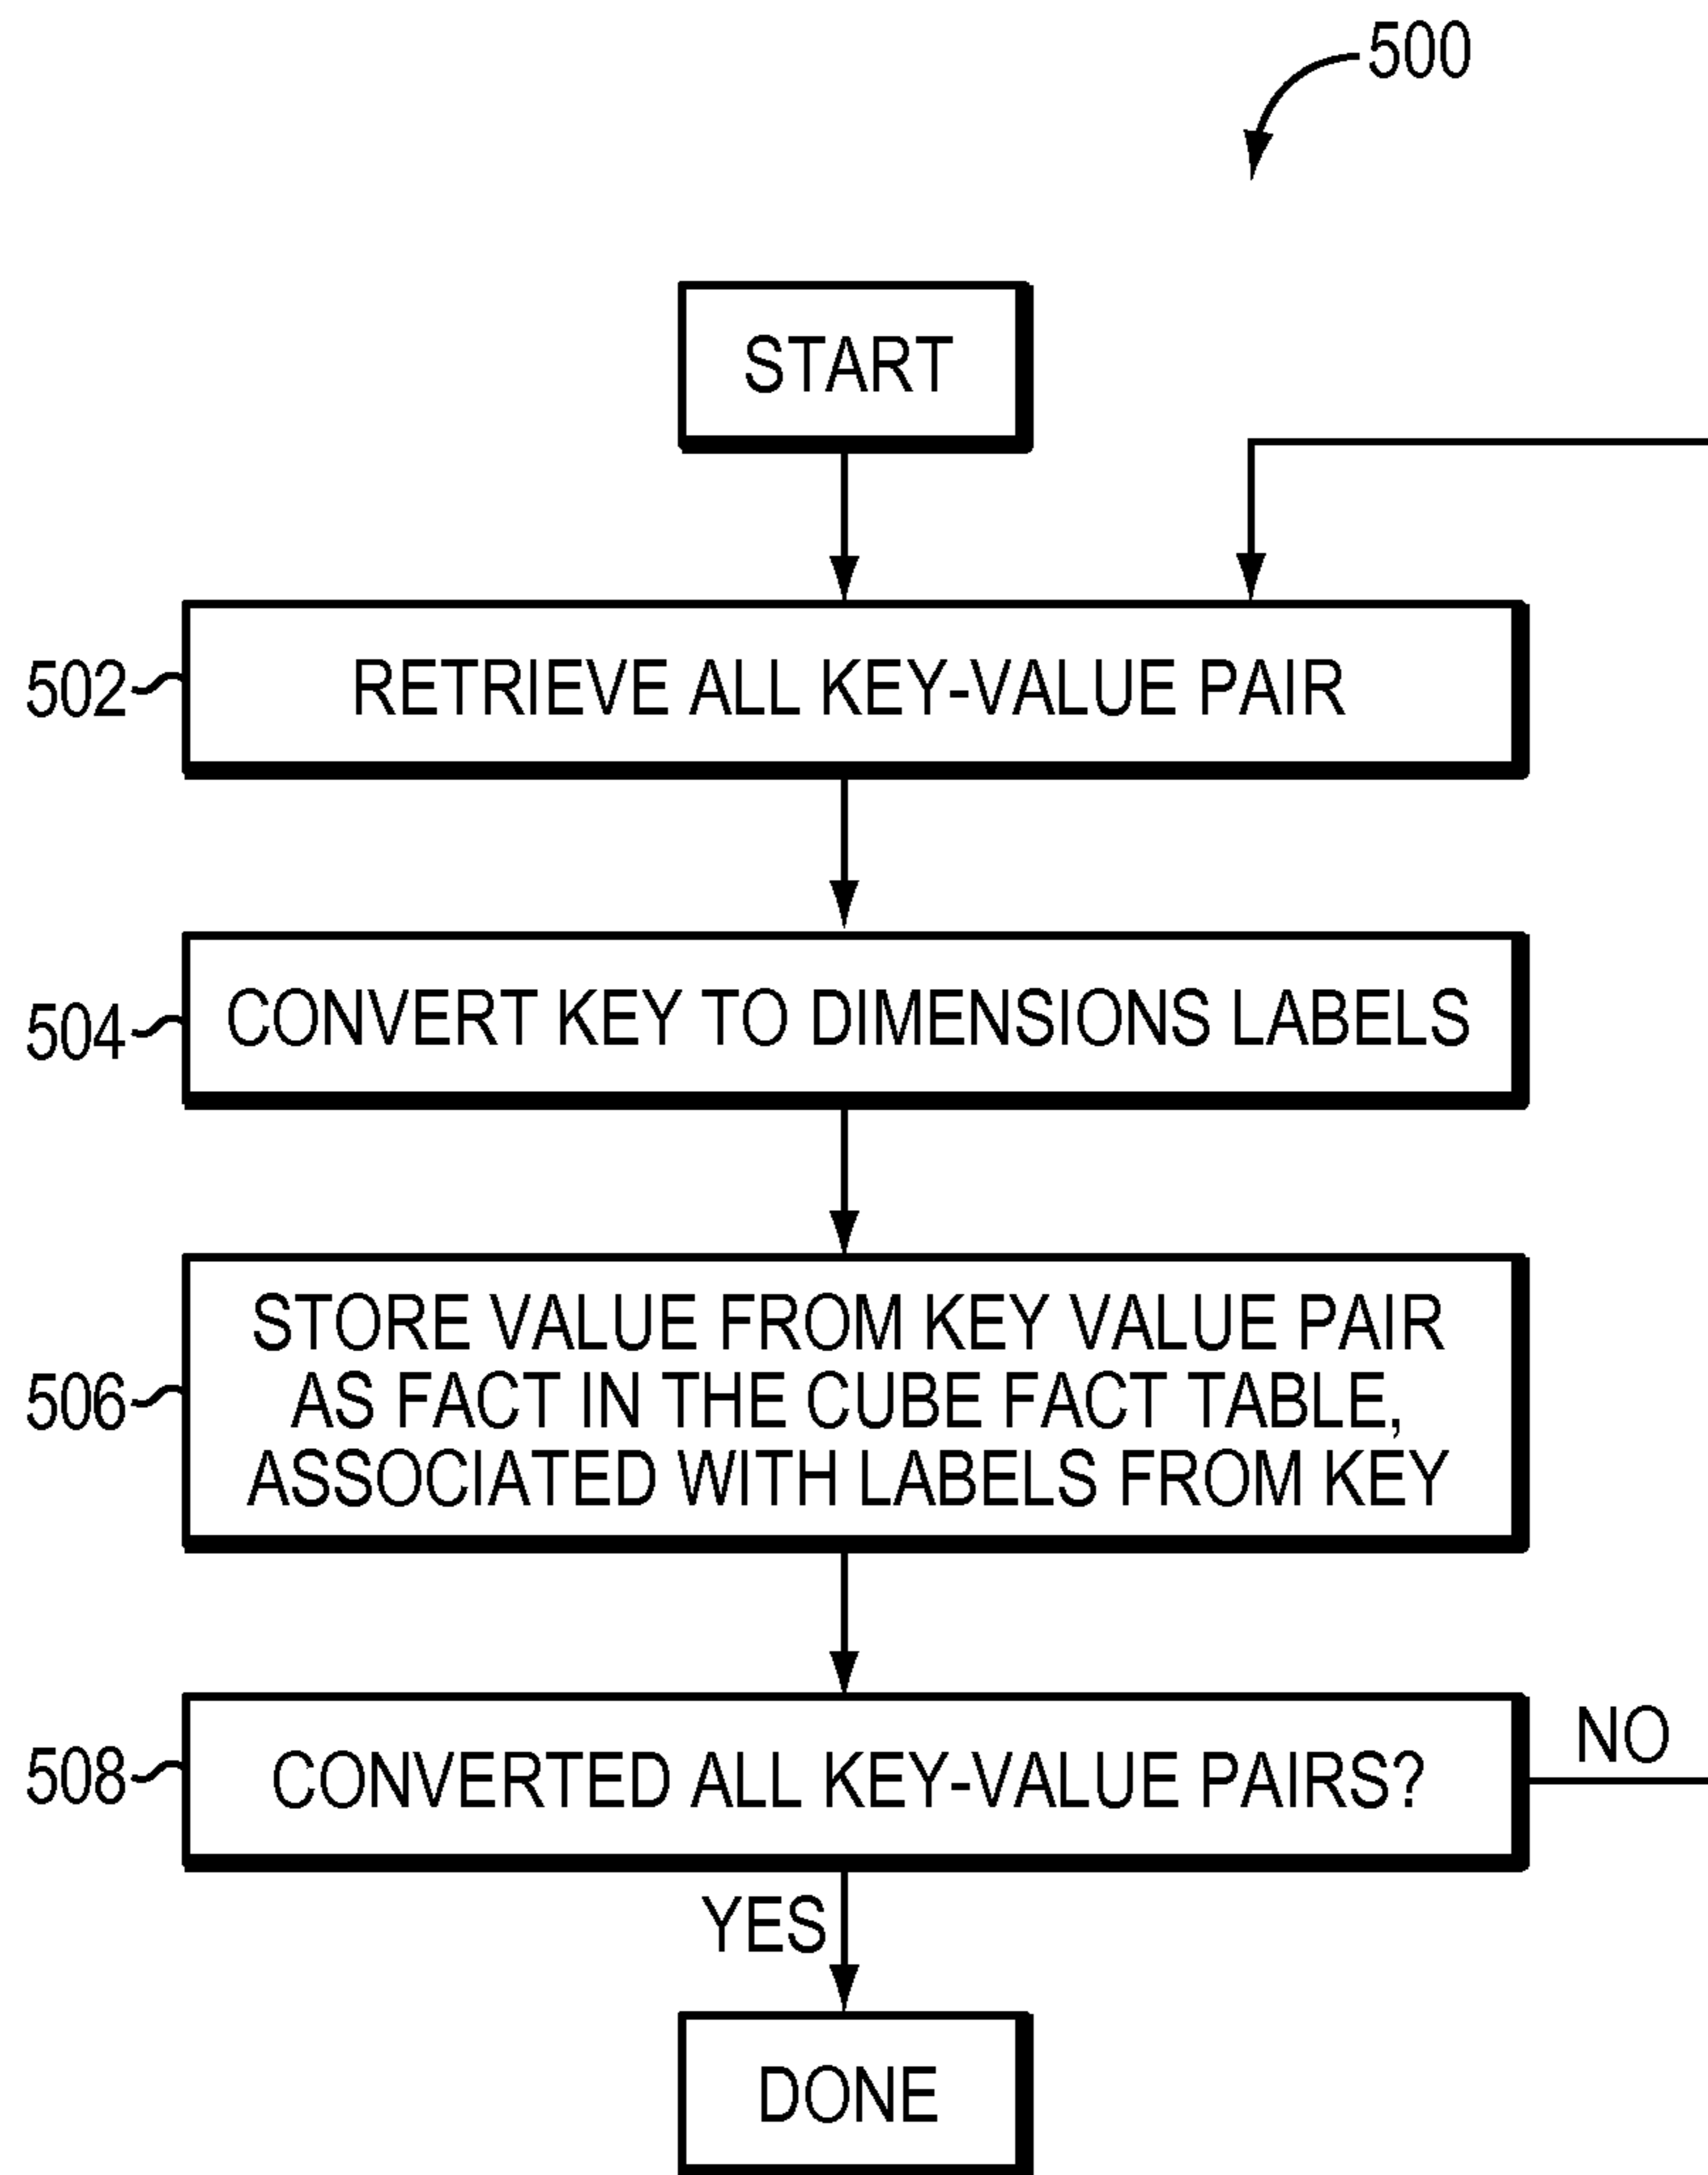 500
START
502
RETRIEVE ALL KEY-VALUE PAIR
504
CONVERT KEY TO DIMENSIONS LABELS
506
STORE VALUE FROM KEY VALUE PAIR
AS FACT IN THE CUBE FACT TABLE,
ASSOCIATED WITH LABELS FROM KEY
508
CONVERTED ALL KEY-VALUE PAIRS?
NO
YES
DONE